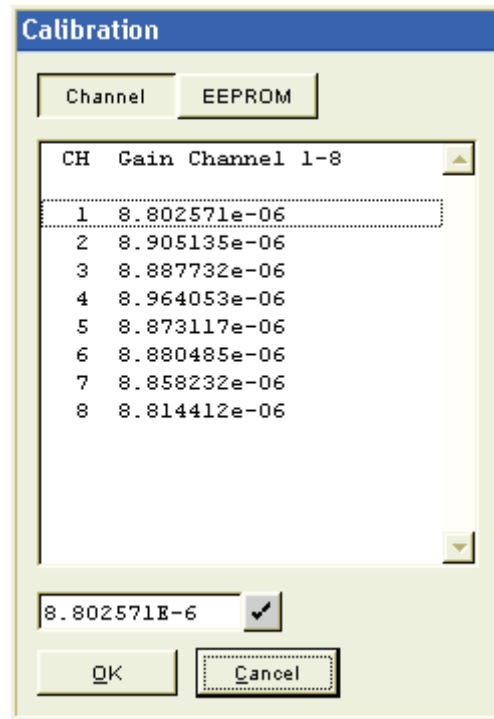 Calibration
Channel EEPROM
CH Gain Channel 1-8
1 8.802571e-06
2 8.905135e-06
3 8.887732e-06
4 8.964053e-06
5 8.873117e-06
6 8.880485e-06
7 8.858232e-06
8 8.814412e-06
8.802571E-6
OK Cancel